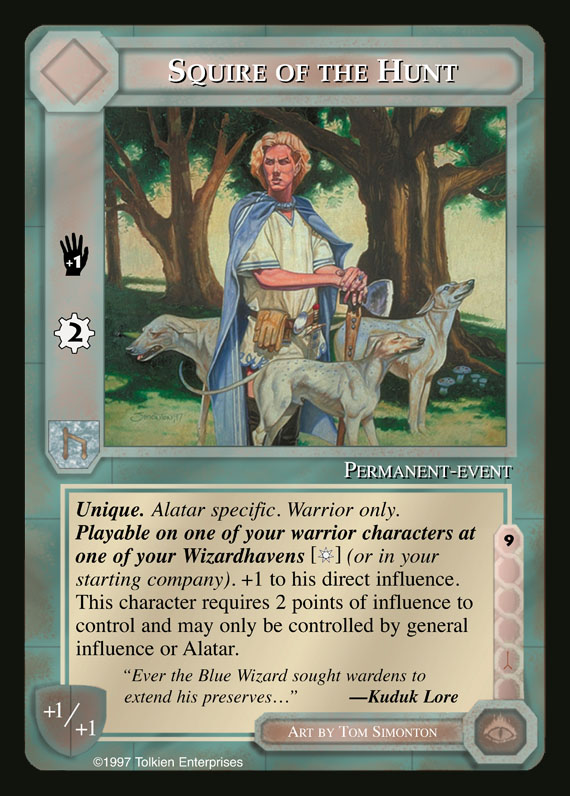 SQUIRE OF THE HUNT
+1
2
PERMANENT-EVENT
Unique. Alatar specific. Warrior only.
Playable on one of your warrior characters at
one of your Wizardhavens [☼] (or in your
starting company). +1 to his direct influence.
This character requires 2 points of influence to
control and may only be controlled by general
influence or Alatar.
“Ever the Blue Wizard sought wardens to
extend his preserves…” —Kuduk Lore
9
+1/+1
ART BY TOM SIMONTON
©1997 Tolkien Enterprises